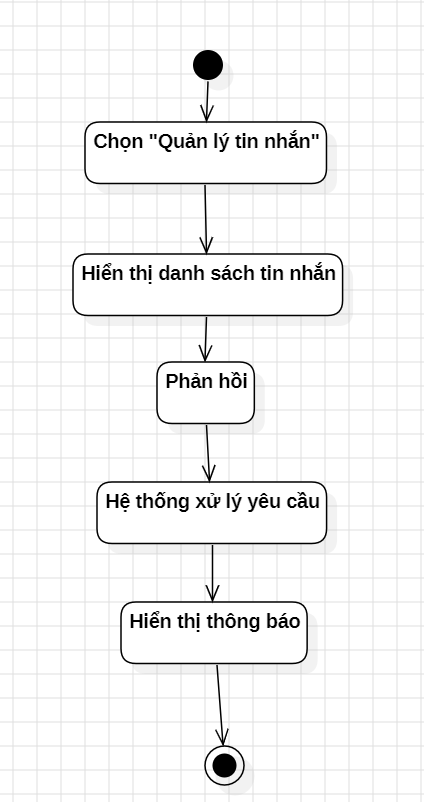 Chọn "Quản lý tin nhắn"
Hiển thị danh sách tin nhắn
Phản hồi
Hệ thống xử lý yêu cầu
Hiển thị thông báo